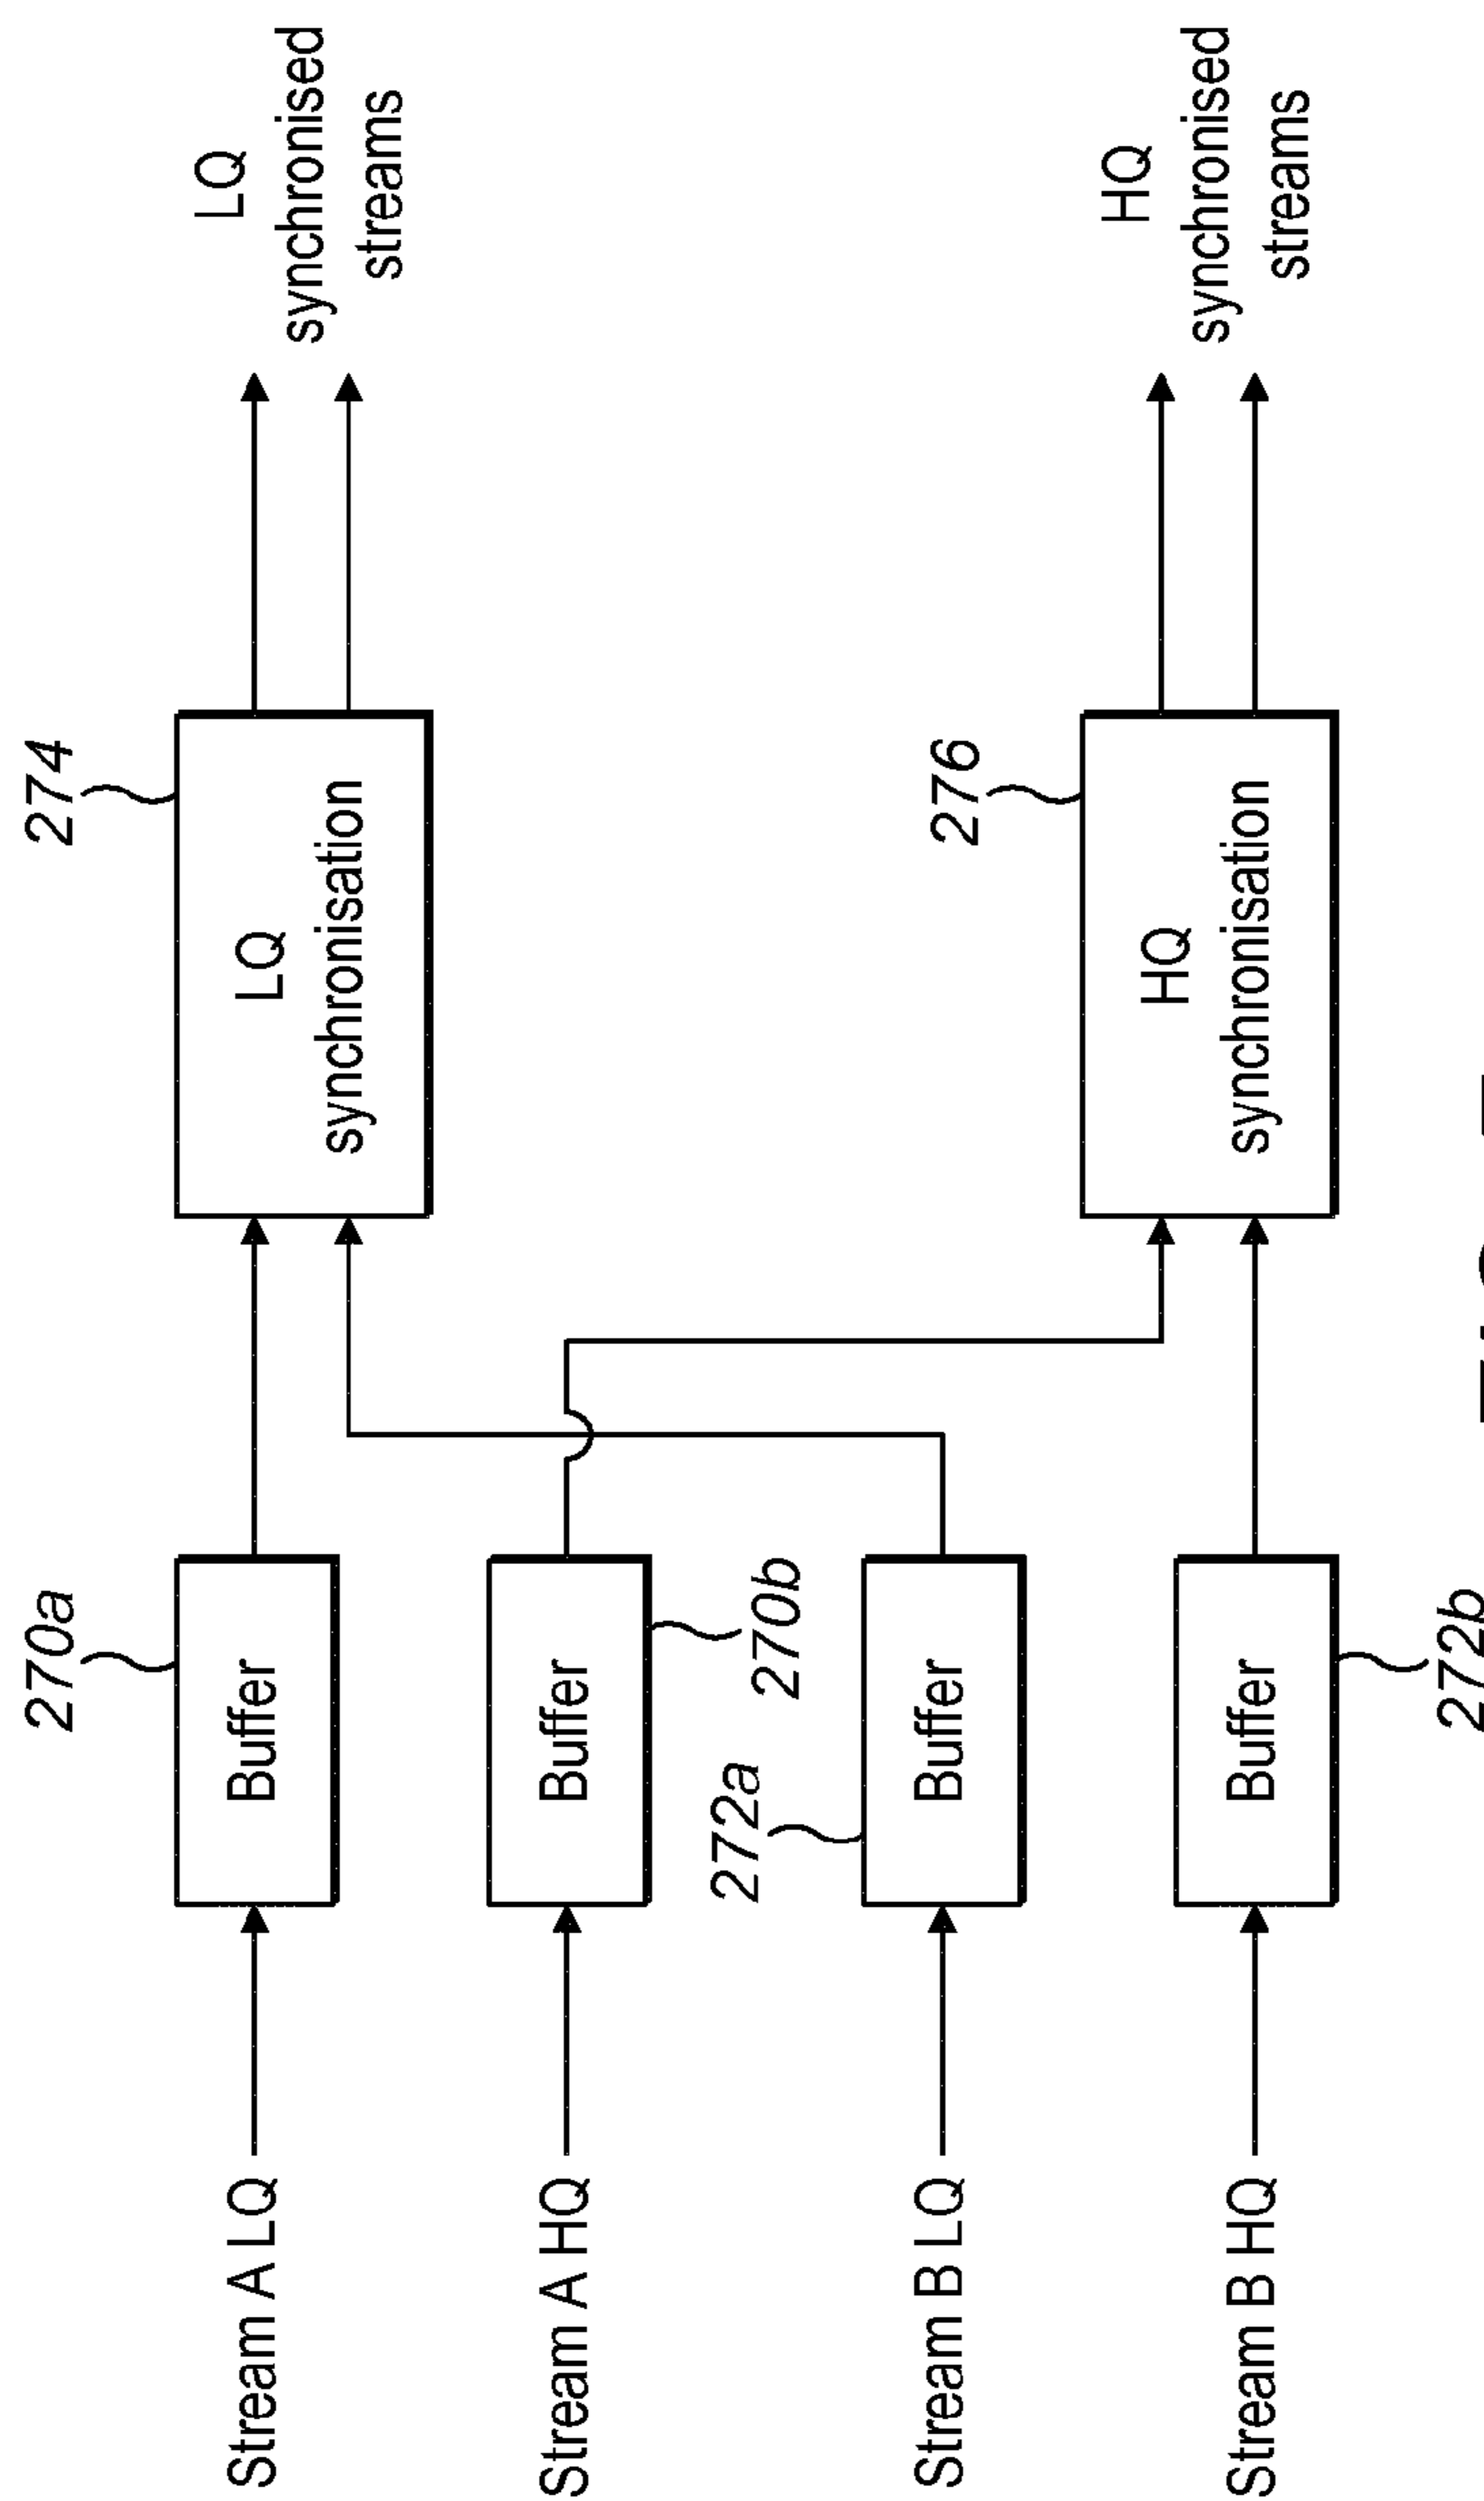 Stream A LQ
Stream A HQ
Stream B LQ
Stream B HQ
270a
Buffer
Buffer
270b
272a
Buffer
Buffer
272b
274
LQ
synchronisation
276
HQ
synchronisation
LQ
synchronised
streams
HQ
synchronised
streams